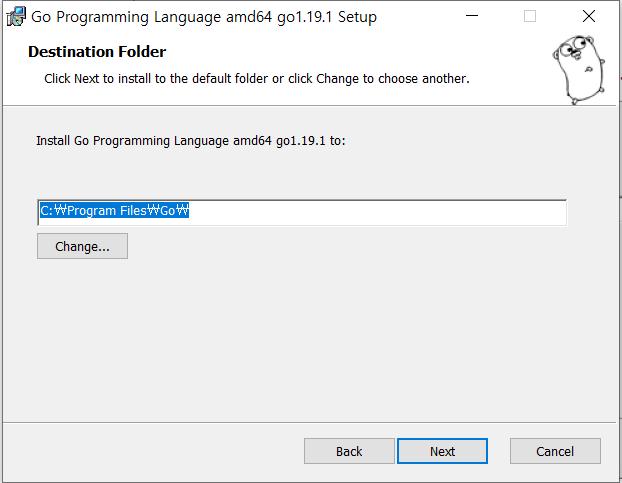 Go Programming Language amd64 go1.19.1 Setup
Destination Folder
Click Next to install to the default folder or click Change to choose another.
Install Go Programming Language amd64 go1.19.1 to:
C:₩Program Files₩Go₩
Change...
Back Next Cancel